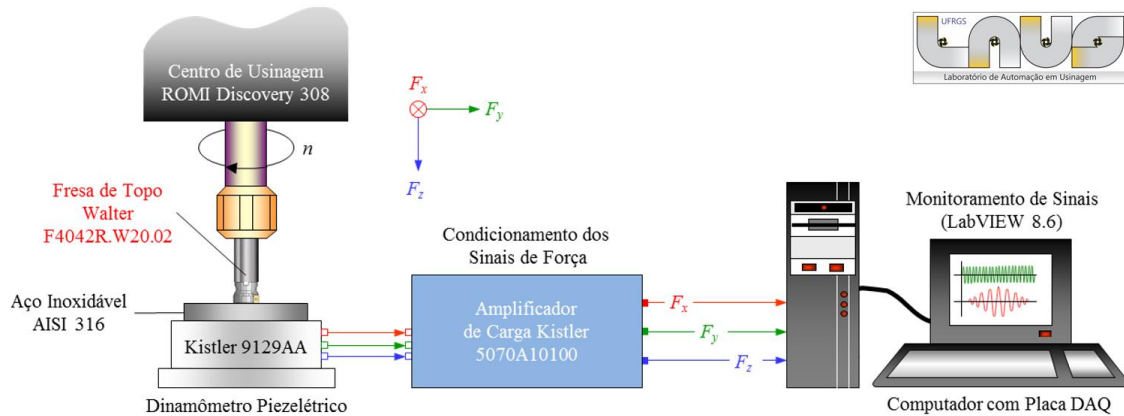 UFRGS
Laboratório de Automação em Usinagem
Centro de Usinagem
ROMI Discovery 308
Fx
Fy
Fz
n
Fresa de Topo
Walter
F4042R.W20.02
Aço Inoxidável
AISI 316
Kistler 9129AA
Dinamômetro Piezelétrico
Condicionamento dos
Sinais de Força
Amplificador
de Carga Kistler
5070A10100
Fx
Fy
Fz
Monitoramento de Sinais
(LabVIEW 8.6)
Computador com Placa DAQ